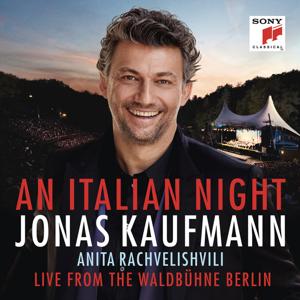 SONY
CLASSICAL
AN ITALIAN NIGHT
JONAS KAUFMANN
ANITA RACHVELISHVILI
LIVE FROM THE WALDBÜHNE BERLIN